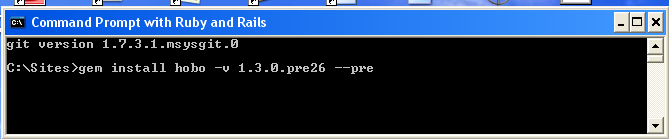 Command Prompt with Ruby and Rails
git version 1.7.3.1.msysgit.0
C:\Sites>gem install hobo -v 1.3.0.pre26 --pre